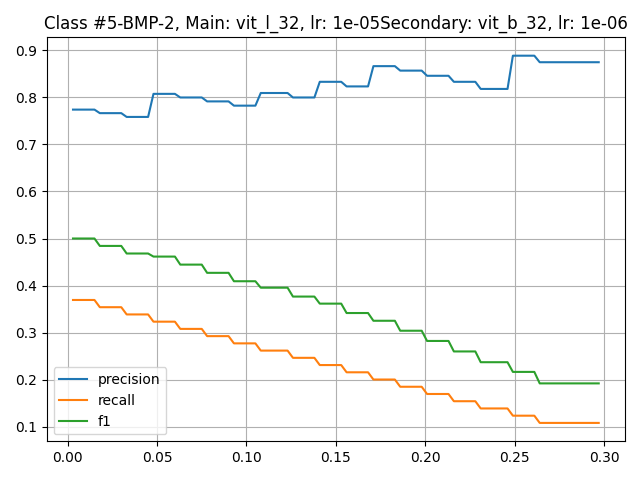 Class #5-BMP-2, Main: vit_l_32, lr: 1e-05Secondary: vit_b_32, lr: 1e-06
0.9
0.8
0.7
0.6
0.5
0.4
0.3
0.2
0.1
precision
recall
f1
0.00 0.05 0.10 0.15 0.20 0.25 0.30